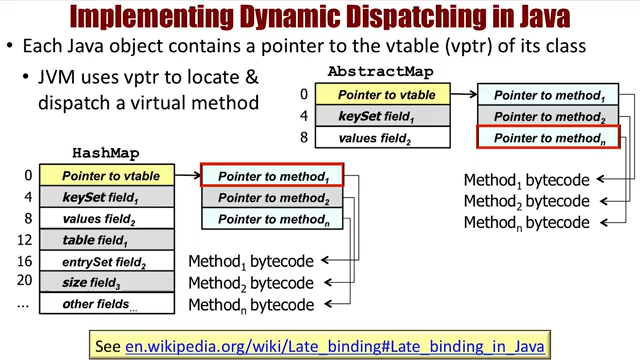 Implementing Dynamic Dispatching in Java
• Each Java object contains a pointer to the vtable (vptr) of its class
• JVM uses vptr to locate &
dispatch a virtual method
AbstractMap
0 Pointer to vtable
4 keySet field1
8 values field2
Pointer to method1
Pointer to method2
Pointer to methodn
Method1 bytecode
Method2 bytecode
Methodn bytecode
HashMap
0 Pointer to vtable
4 keySet field1
8 values field2
12 table field1
16 entrySet field2
20 size field3
... other fields...
Pointer to method1
Pointer to method2
Pointer to methodn
Method1 bytecode
Method2 bytecode
Methodn bytecode
See en.wikipedia.org/wiki/Late_binding#Late_binding_in_Java